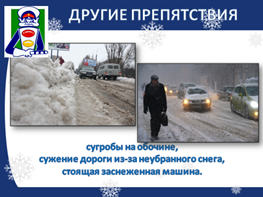 ДРУГИЕ ПРЕПЯТСТВИЯ
сугробы на обочине,
сужение дороги из-за неубранного снега,
стоящая заснеженная машина.